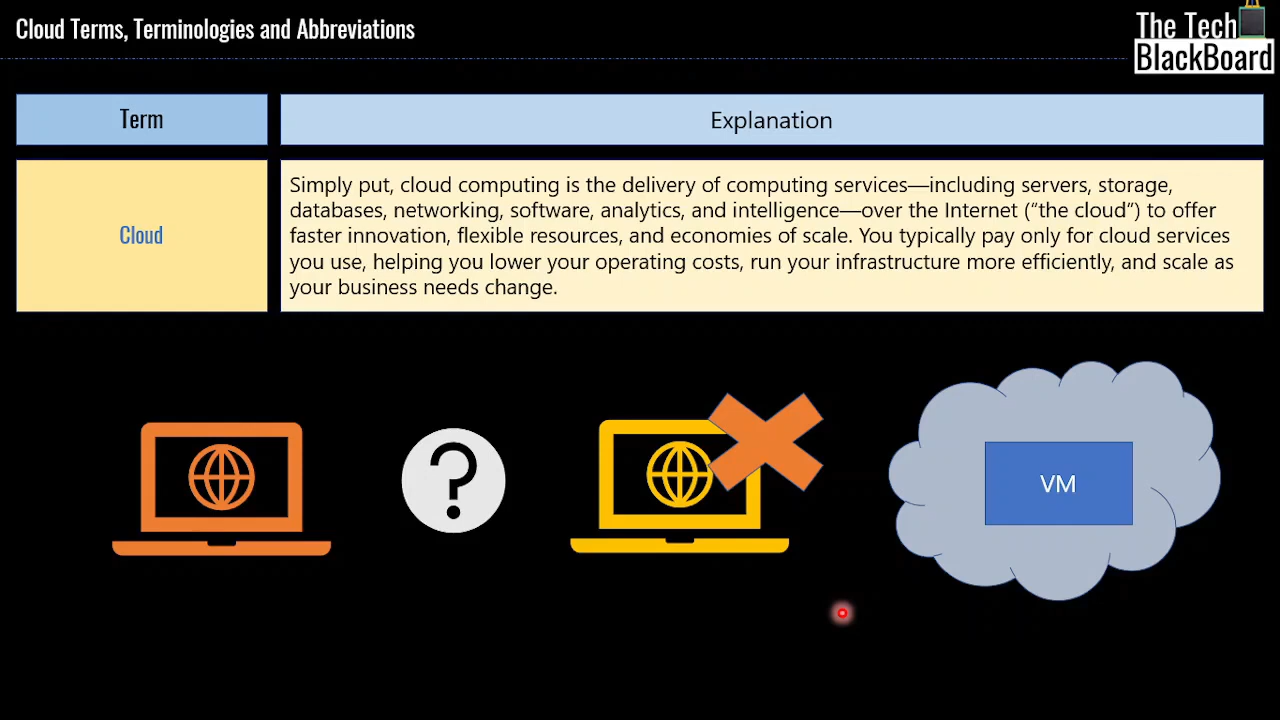 Cloud Terms, Terminologies and Abbreviations
The Tech
BlackBoard
Term
Explanation
Cloud
Simply put, cloud computing is the delivery of computing services—including servers, storage,
databases, networking, software, analytics, and intelligence—over the Internet (“the cloud”) to offer
faster innovation, flexible resources, and economies of scale. You typically pay only for cloud services
you use, helping you lower your operating costs, run your infrastructure more efficiently, and scale as
your business needs change.
?
VM